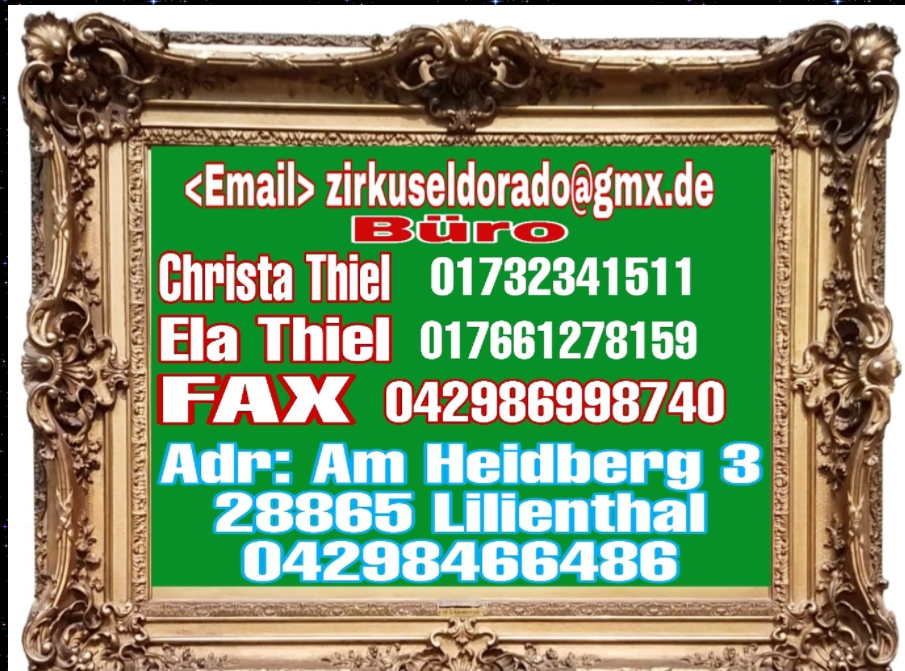 <Email> zirkuseldorado@gmx.de
Büro
Christa Thiel 01732341511
Ela Thiel 017661278159
FAX 042986998740
Adr: Am Heidberg 3
28865 Lilienthal
04298466486